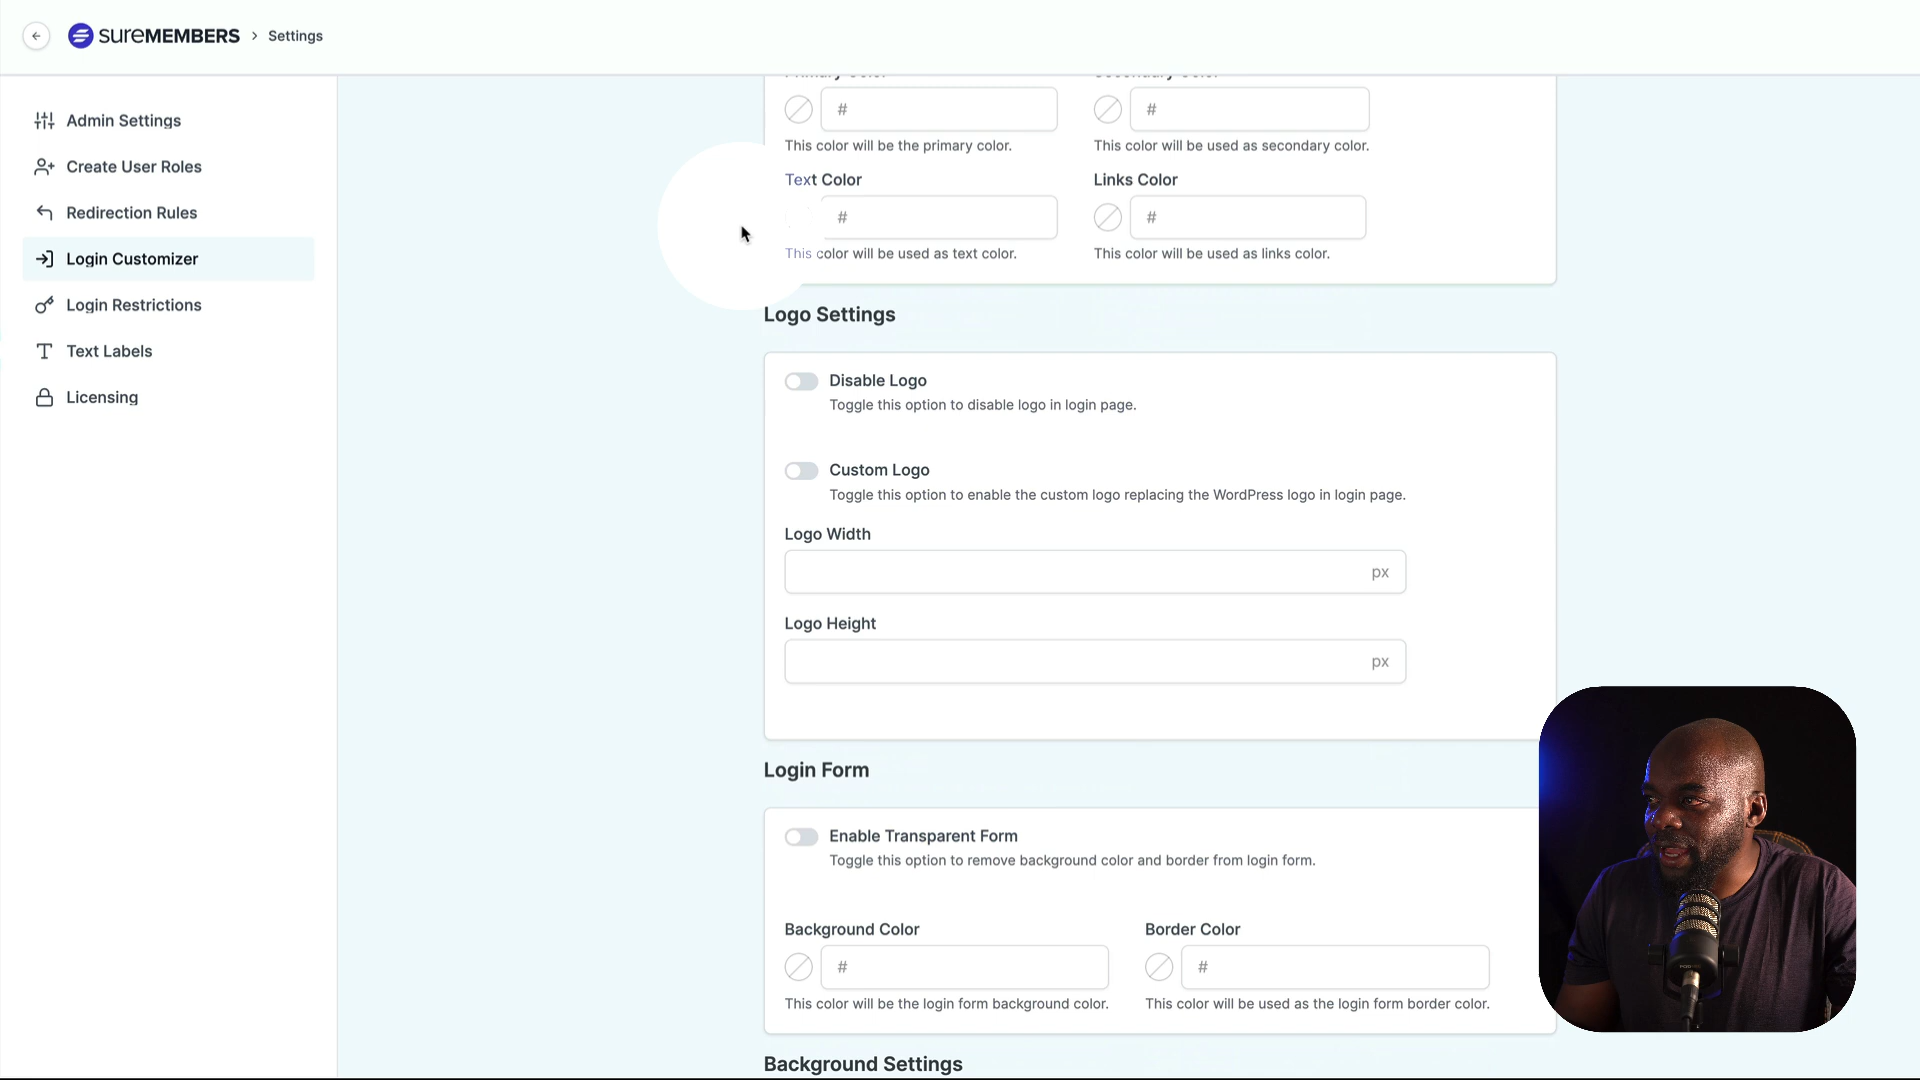 SUREMEMBERS > Settings
Admin Settings
Create User Roles
Redirection Rules
Login Customizer
Login Restrictions
Text Labels
Licensing
Primary Color Secondary Color
# #
This color will be the primary color. This color will be used as secondary color.
Text Color Links Color
# #
This color will be used as text color. This color will be used as links color.
Logo Settings
Disable Logo
Toggle this option to disable logo in login page.
Custom Logo
Toggle this option to enable the custom logo replacing the WordPress logo in login page.
Logo Width
px
Logo Height
px
Login Form
Enable Transparent Form
Toggle this option to remove background color and border from login form.
Background Color Border Color
# #
This color will be the login form background color. This color will be used as the login form border color.
Background Settings